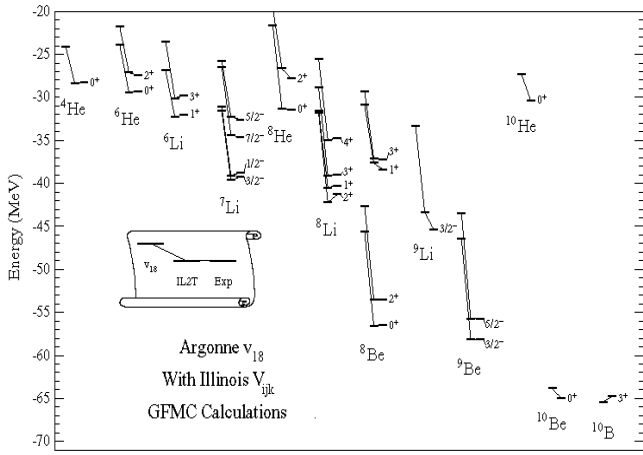 -20
-25
-30
-35
-40
-45
-50
-55
-60
-65
-70
Energy (MeV)
0+
4He
2+
0+
6He
3+
1+
6Li
5/2−
7/2−
1/2−
3/2−
7Li
2+
0+
8He
4+
3+
1+
2+
8Li
3+
1+
2+
0+
8Be
3/2−
9Li
5/2−
3/2−
9Be
0+
10He
0+
10Be
3+
10B
v18
IL2T Exp
Argonne v18
With Illinois Vijk
GFMC Calculations